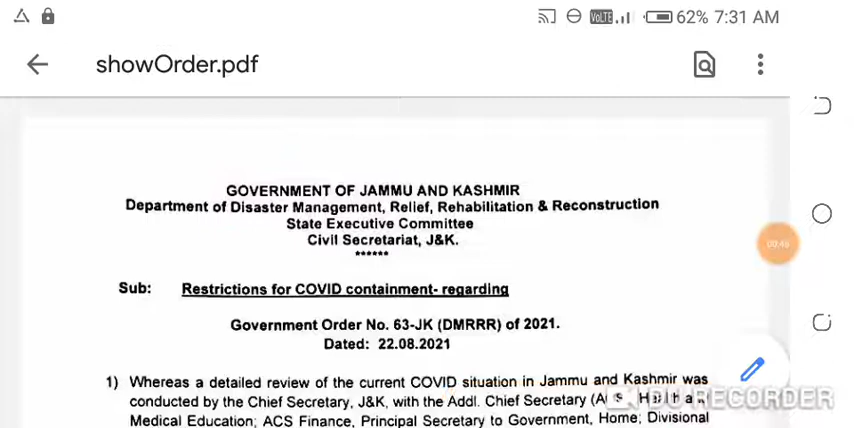 62% 7:31 AM
showOrder.pdf
GOVERNMENT OF JAMMU AND KASHMIR
Department of Disaster Management, Relief, Rehabilitation & Reconstruction
State Executive Committee
Civil Secretariat, J&K.
******
Sub: Restrictions for COVID containment- regarding
Government Order No. 63-JK (DMRRR) of 2021.
Dated: 22.08.2021
00:46
1) Whereas a detailed review of the current COVID situation in Jammu and Kashmir was
conducted by the Chief Secretary, J&K, with the Addl. Chief Secretary
DU RECORDER
Medical Education; ACS Finance, Principal Secretary to Government, Home; Divisional